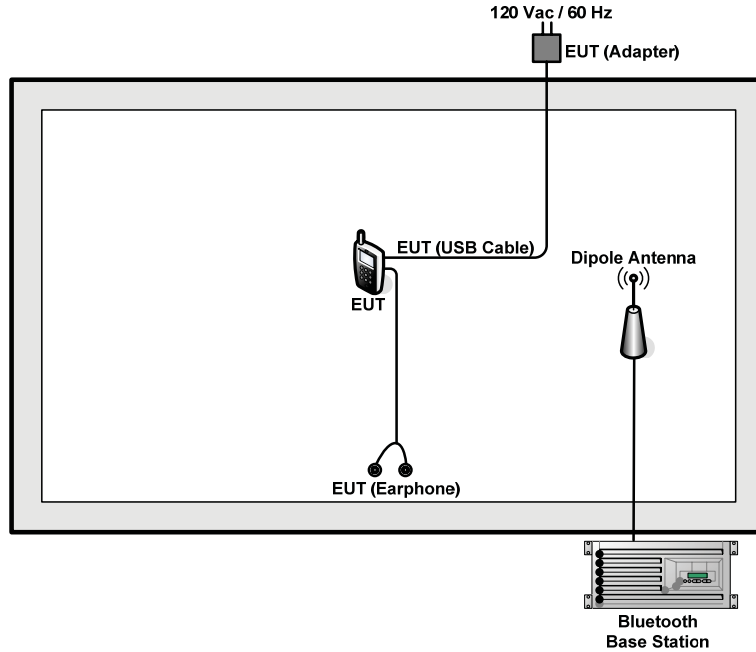 120 Vac / 60 Hz
EUT (Adapter)
EUT (USB Cable)
Dipole Antenna
EUT
EUT (Earphone)
Bluetooth
Base Station